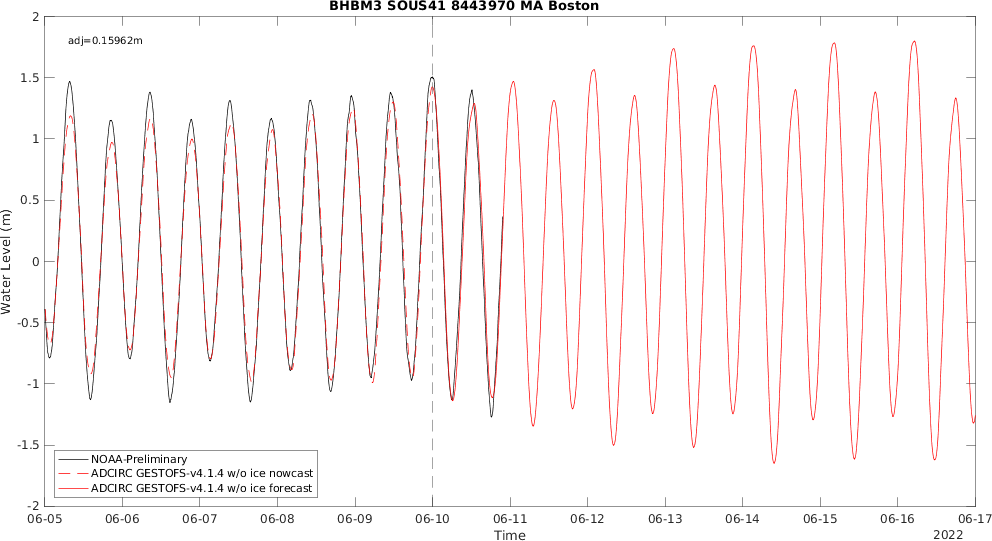 BHBM3 SOUS41 8443970 MA Boston
adj=0.15962m
2
1.5
1
0.5
0
-0.5
-1
-1.5
-2
Water Level (m)
NOAA-Preliminary
ADCIRC GESTOFS-v4.1.4 w/o ice nowcast
ADCIRC GESTOFS-v4.1.4 w/o ice forecast
06-05 06-06 06-07 06-08 06-09 06-10 06-11 06-12 06-13 06-14 06-15 06-16 06-17
Time
2022